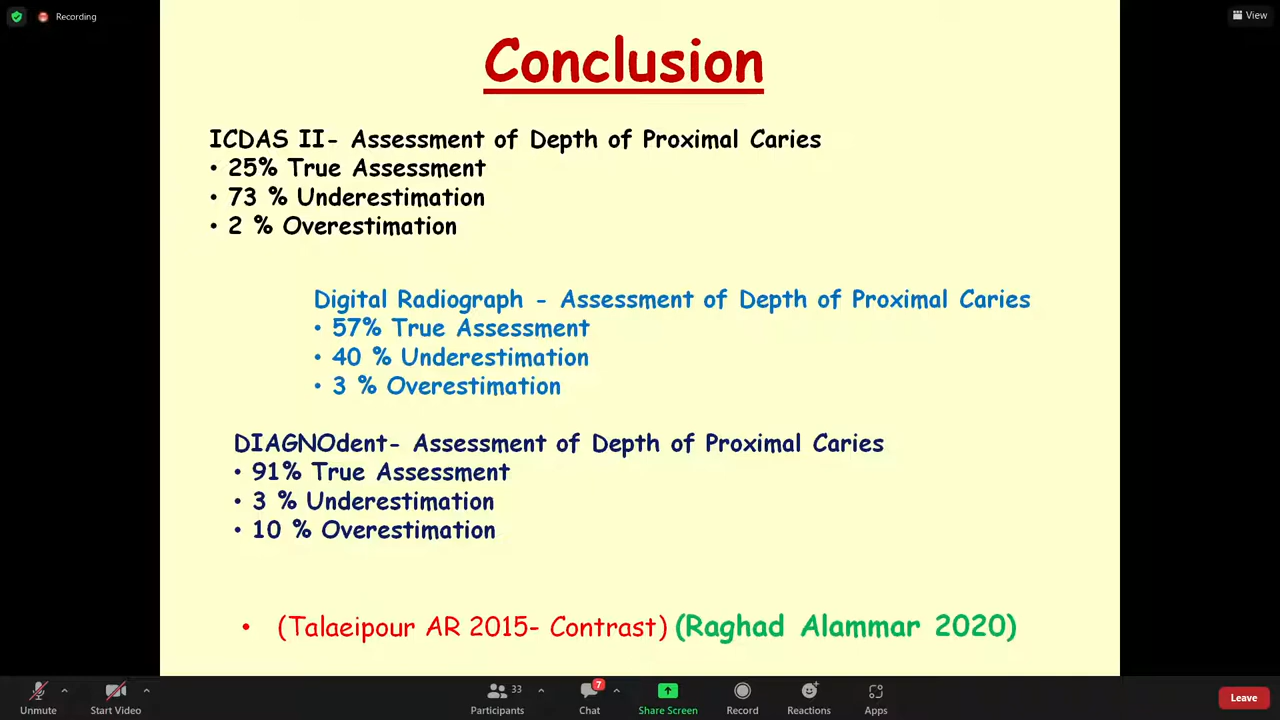 Recording
View
Conclusion
ICDAS II- Assessment of Depth of Proximal Caries
• 25% True Assessment
• 73 % Underestimation
• 2 % Overestimation
Digital Radiograph - Assessment of Depth of Proximal Caries
• 57% True Assessment
• 40 % Underestimation
• 3 % Overestimation
DIAGNOdent- Assessment of Depth of Proximal Caries
• 91% True Assessment
• 3 % Underestimation
• 10 % Overestimation
• (Talaeipour AR 2015- Contrast) (Raghad Alammar 2020)
33 7
Unmute Start Video Participants Chat Share Screen Record Reactions Apps Leave